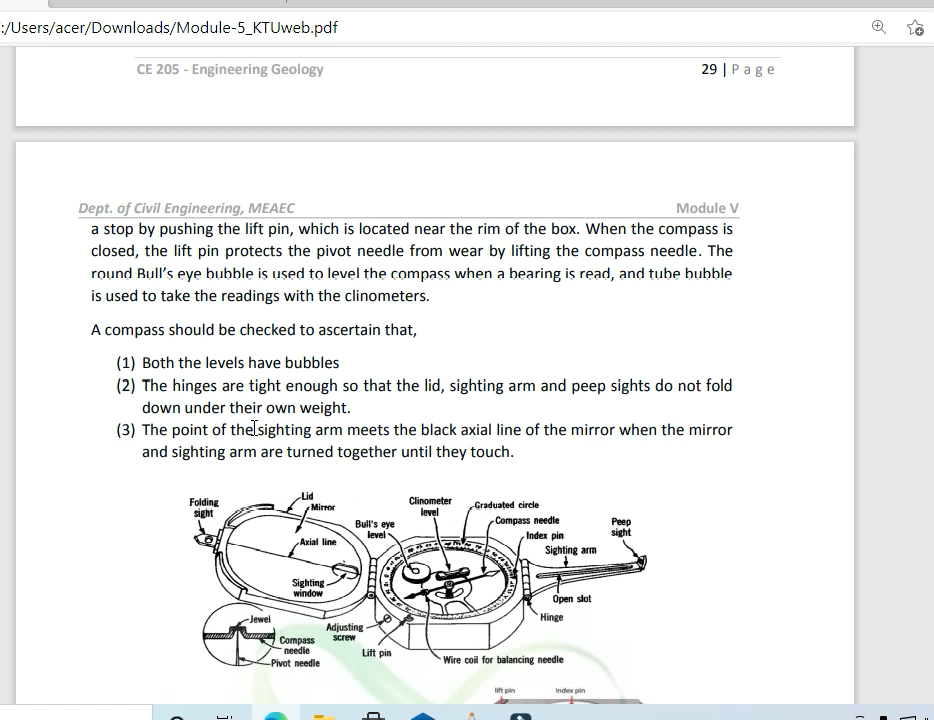 :/Users/acer/Downloads/Module-5_KTUweb.pdf
CE 205 - Engineering Geology
29 | P a g e
Dept. of Civil Engineering, MEAEC
Module V
a stop by pushing the lift pin, which is located near the rim of the box. When the compass is
closed, the lift pin protects the pivot needle from wear by lifting the compass needle. The
round Bull's eye bubble is used to level the compass when a bearing is read, and tube bubble
is used to take the readings with the clinometers.
A compass should be checked to ascertain that,
(1) Both the levels have bubbles
(2) The hinges are tight enough so that the lid, sighting arm and peep sights do not fold
down under their own weight.
(3) The point of the sighting arm meets the black axial line of the mirror when the mirror
and sighting arm are turned together until they touch.
Folding
sight
Lid
Mirror
Axial line
Sighting
window
Bull's eye
level
Clinometer
level
Graduated circle
Compass needle
Index pin
Sighting arm
Peep
sight
Open slot
Hinge
Jewel
Compass
needle
Pivot needle
Adjusting
screw
Lift pin
Wire coil for balancing needle
lift pin
Index pin